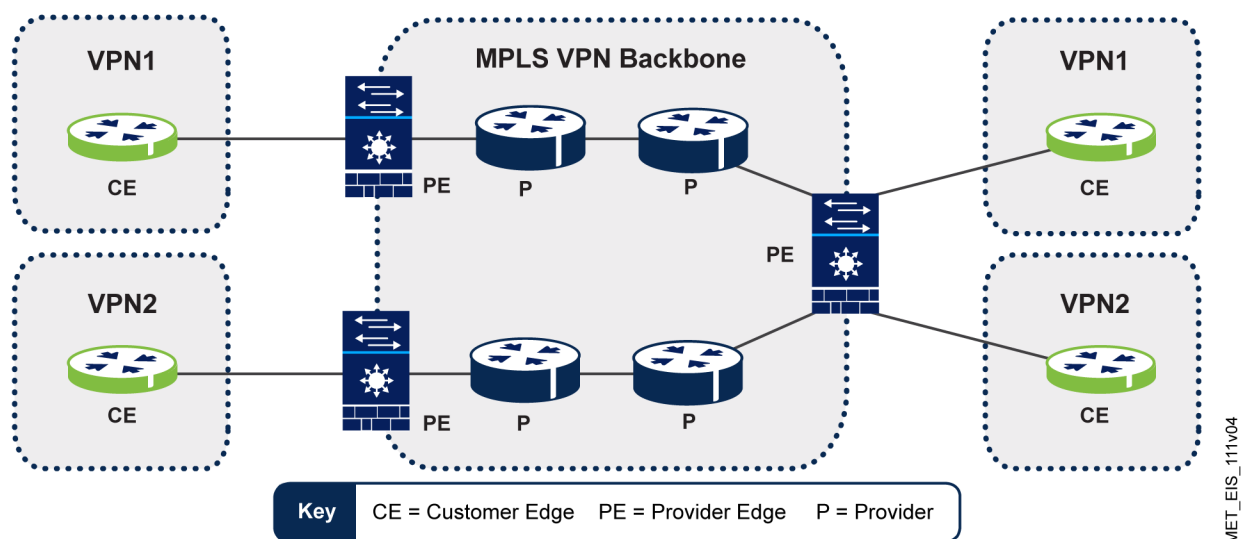 VPN1
MPLS VPN Backbone
VPN1
CE
PE
P
P
CE
PE
VPN2
VPN2
CE
PE
P
P
CE
Key
CE = Customer Edge PE = Provider Edge P = Provider
MET_EIS_111v04